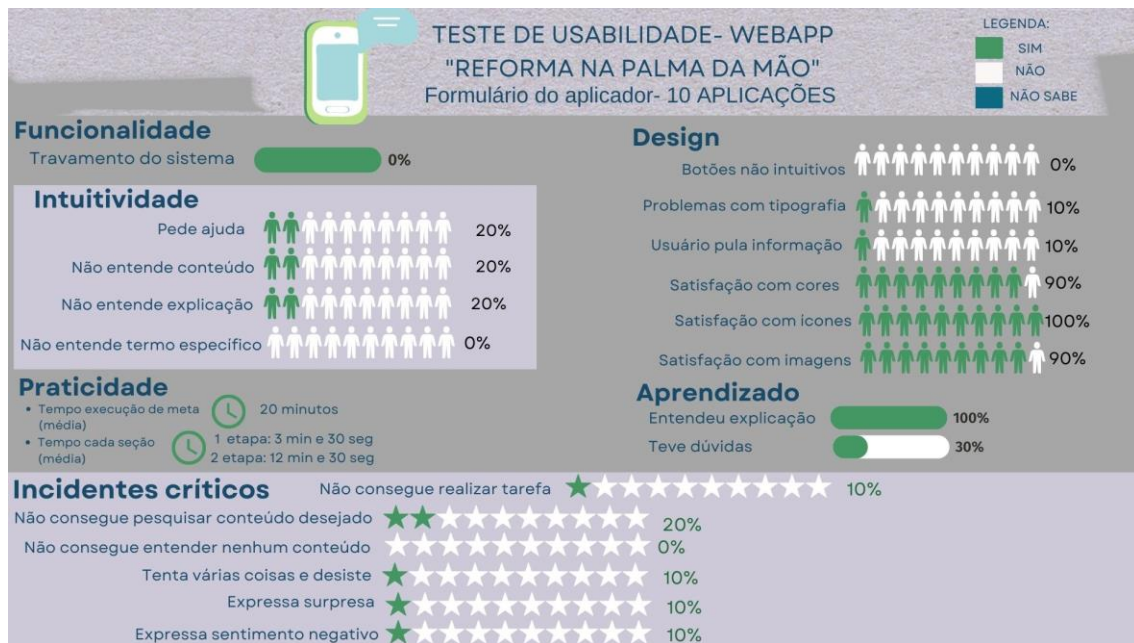 TESTE DE USABILIDADE- WEBAPP
"REFORMA NA PALMA DA MÃO"
Formulário do aplicador- 10 APLICAÇÕES
LEGENDA:
SIM
NÃO
NÃO SABE
Funcionalidade
Travamento do sistema 0%
Intuitividade
Pede ajuda 20%
Não entende conteúdo 20%
Não entende explicação 20%
Não entende termo específico 0%
Praticidade
• Tempo execução de meta
(média)
20 minutos
• Tempo cada seção
(média)
1 etapa: 3 min e 30 seg
2 etapa: 12 min e 30 seg
Design
Botões não intuitivos 0%
Problemas com tipografia 10%
Usuário pula informação 10%
Satisfação com cores 90%
Satisfação com icones 100%
Satisfação com imagens 90%
Aprendizado
Entendeu explicação 100%
Teve dúvidas 30%
Incidentes críticos
Não consegue realizar tarefa 10%
Não consegue pesquisar conteúdo desejado 20%
Não consegue entender nenhum conteúdo 0%
Tenta várias coisas e desiste 10%
Expressa surpresa 10%
Expressa sentimento negativo 10%